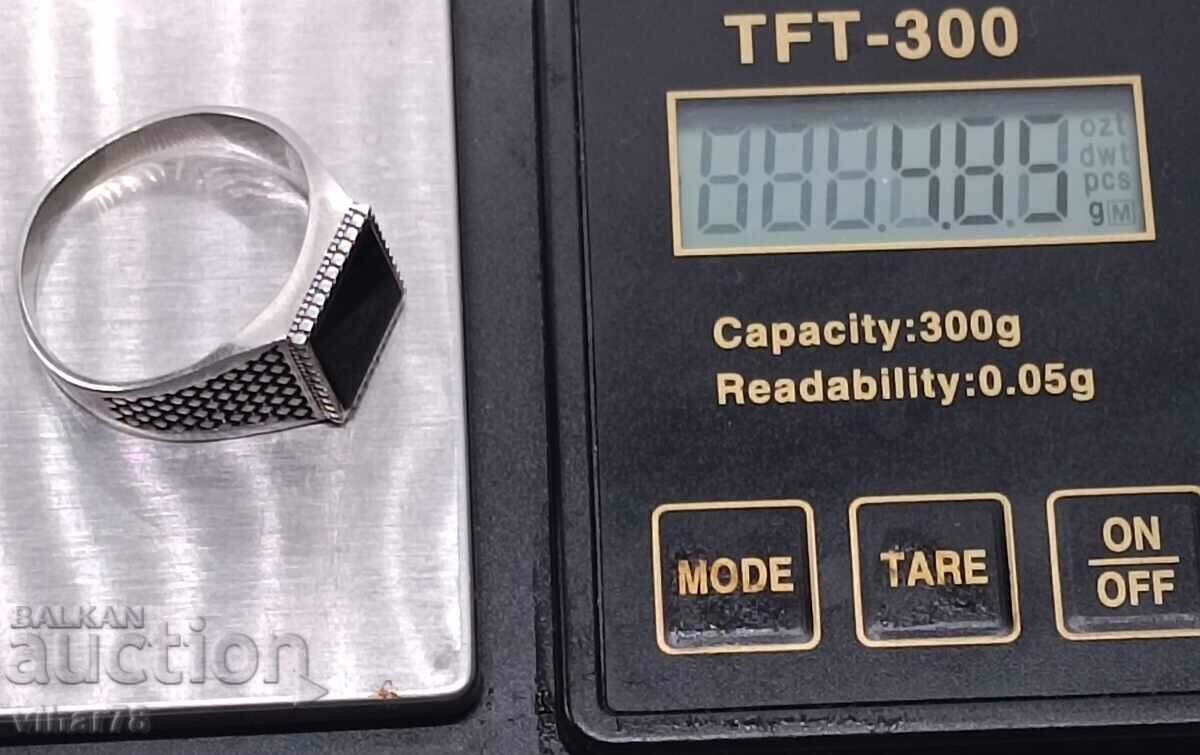 TFT-300
4.85
ozt
dwt
pcs
g M
Capacity:300g
Readability:0.05g
MODE
TARE
ON
OFF
BALKAN
auction
vilhar78